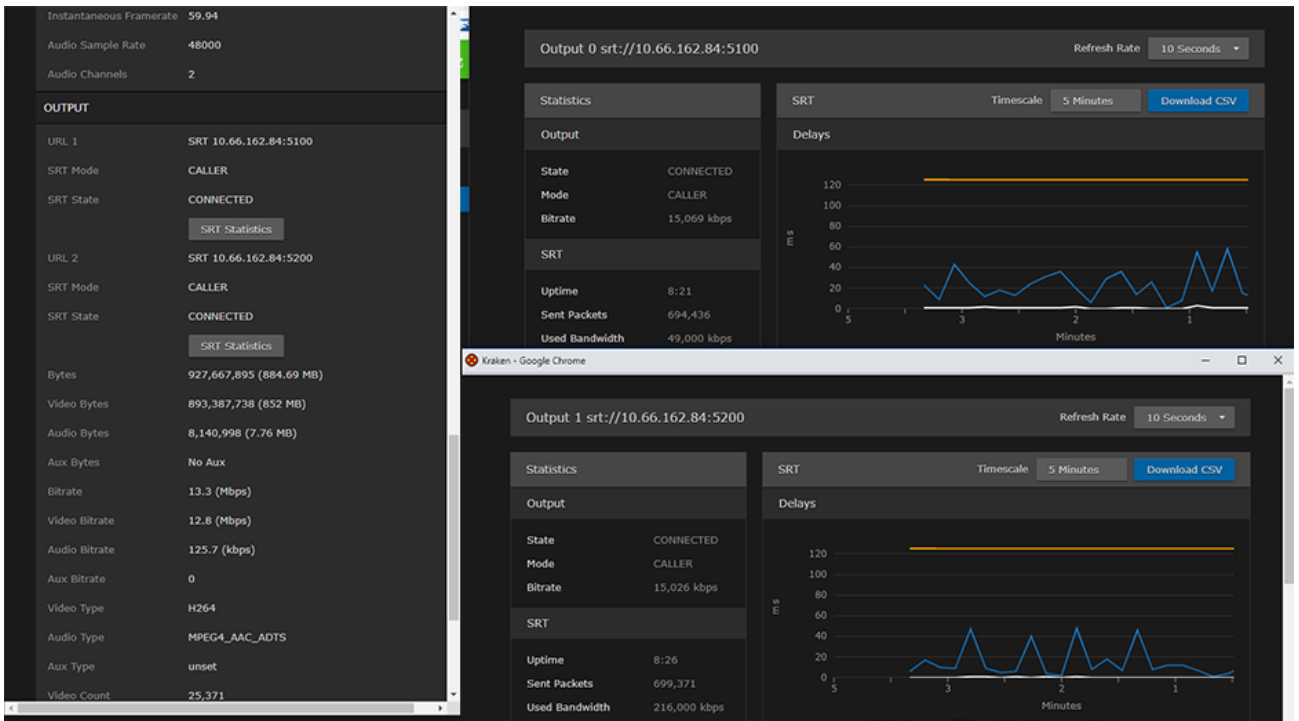 Instantaneous Framerate 59.94
Audio Sample Rate 48000
Audio Channels 2
OUTPUT
URL 1 SRT 10.66.162.84:5100
SRT Mode CALLER
SRT State CONNECTED
SRT Statistics
URL 2 SRT 10.66.162.84:5200
SRT Mode CALLER
SRT State CONNECTED
SRT Statistics
Bytes 927,667,895 (884.69 MB)
Video Bytes 893,387,738 (852 MB)
Audio Bytes 8,140,998 (7.76 MB)
Aux Bytes No Aux
Bitrate 13.3 (Mbps)
Video Bitrate 12.8 (Mbps)
Audio Bitrate 125.7 (kbps)
Aux Bitrate 0
Video Type H264
Audio Type MPEG4_AAC_ADTS
Aux Type unset
Video Count 25,371
Output 0 srt://10.66.162.84:5100 Refresh Rate 10 Seconds
Statistics
Output
State CONNECTED
Mode CALLER
Bitrate 15,069 kbps
SRT
Uptime 8:21
Sent Packets 694,436
Used Bandwidth 49,000 kbps
SRT Timescale 5 Minutes Download CSV
Delays
120
100
80
60
40
20
0
ms
5 3 2 1
Minutes
Kraken - Google Chrome
Output 1 srt://10.66.162.84:5200 Refresh Rate 10 Seconds
Statistics
Output
State CONNECTED
Mode CALLER
Bitrate 15,026 kbps
SRT
Uptime 8:26
Sent Packets 699,371
Used Bandwidth 216,000 kbps
SRT Timescale 5 Minutes Download CSV
Delays
120
100
80
60
40
20
0
ms
5 3 2 1
Minutes